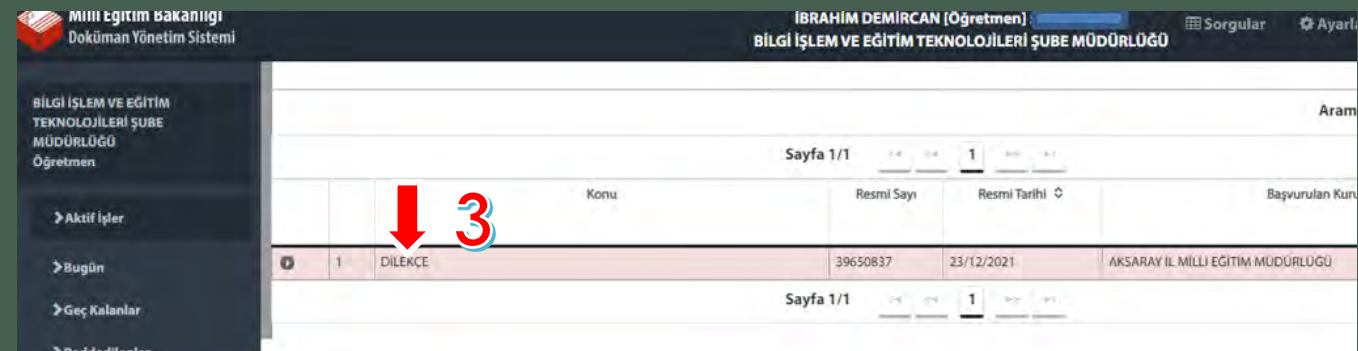 Milli Eğitim Bakanlığı
Doküman Yönetim Sistemi
İBRAHİM DEMİRCAN [Öğretmen]
BİLGİ İŞLEM VE EĞİTİM TEKNOLOJİLERİ ŞUBE MÜDÜRLÜĞÜ
Sorgular
Ayarla
BİLGİ İŞLEM VE EĞİTİM
TEKNOLOJİLERİ ŞUBE
MÜDÜRLÜĞÜ
Öğretmen
Aktif İşler
Bugün
Geç Kalanlar
Reddedilenler
Aram
Sayfa 1/1 1
Konu Resmi Sayı Resmi Tarihi Başvurulan Kuru
3
1 DİLEKÇE 39650837 23/12/2021 AKSARAY İL MİLLİ EĞİTİM MÜDÜRLÜĞÜ
Sayfa 1/1 1